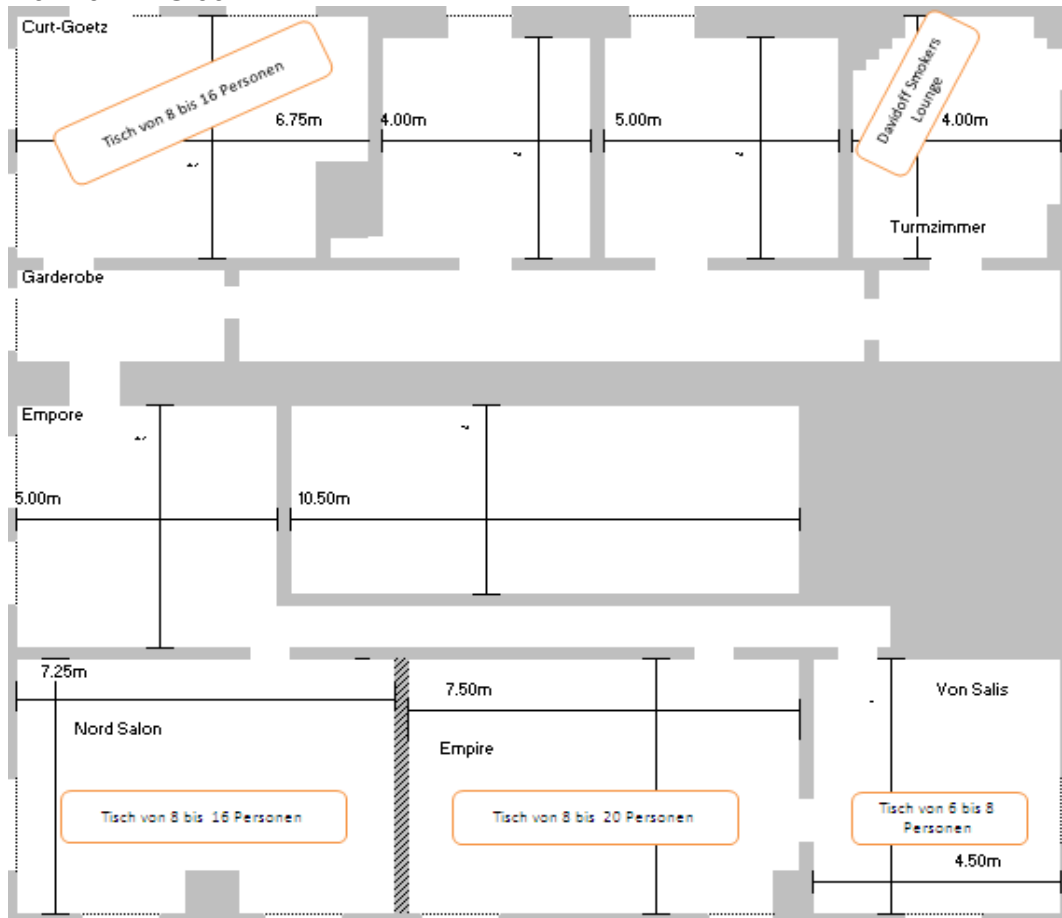 Curt-Goetz
Tisch von 8 bis 16 Personen
6.75m
4.00m
5.00m
Davidoff Smokers
Lounge
4.00m
Turmzimmer
Garderobe
Empore
5.00m
10.50m
7.25m
7.50m
Von Salis
Nord Salon
Empire
Tisch von 8 bis 16 Personen
Tisch von 8 bis 20 Personen
Tisch von 6 bis 8
Personen
4.50m